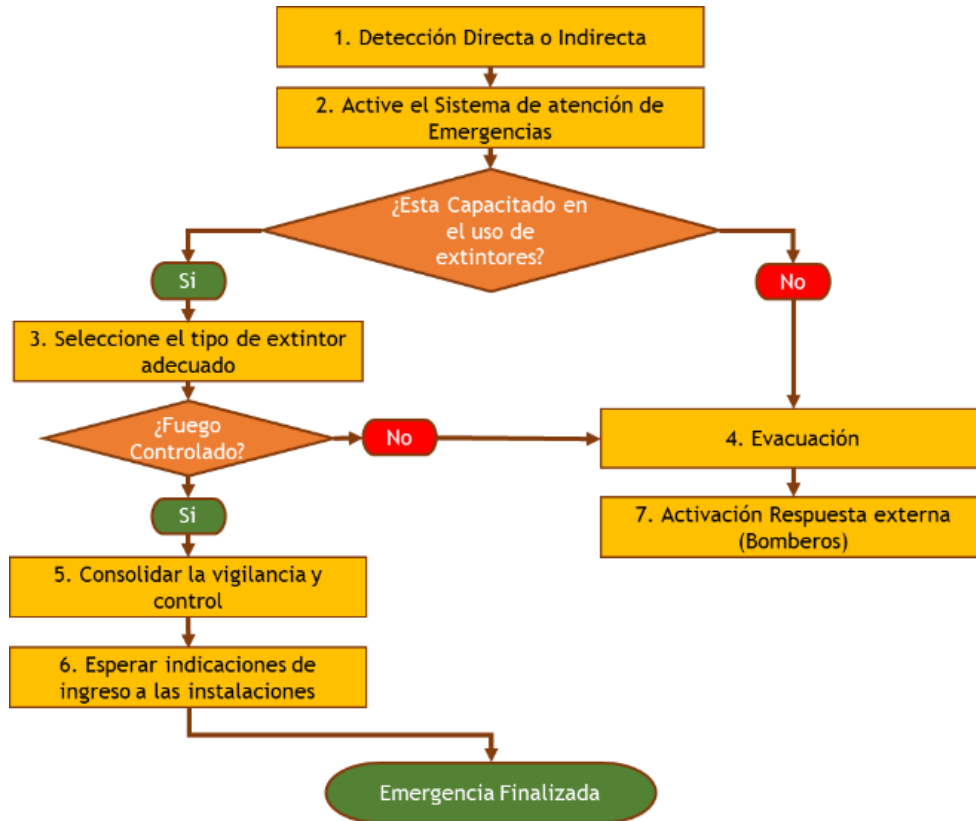 1. Detección Directa o Indirecta
2. Active el Sistema de atención de
Emergencias
¿Esta Capacitado en
el uso de
extintores?
Si
No
3. Seleccione el tipo de extintor
adecuado
¿Fuego
Controlado?
No
4. Evacuación
Si
7. Activación Respuesta externa
(Bomberos)
5. Consolidar la vigilancia y
control
6. Esperar indicaciones de
ingreso a las instalaciones
Emergencia Finalizada